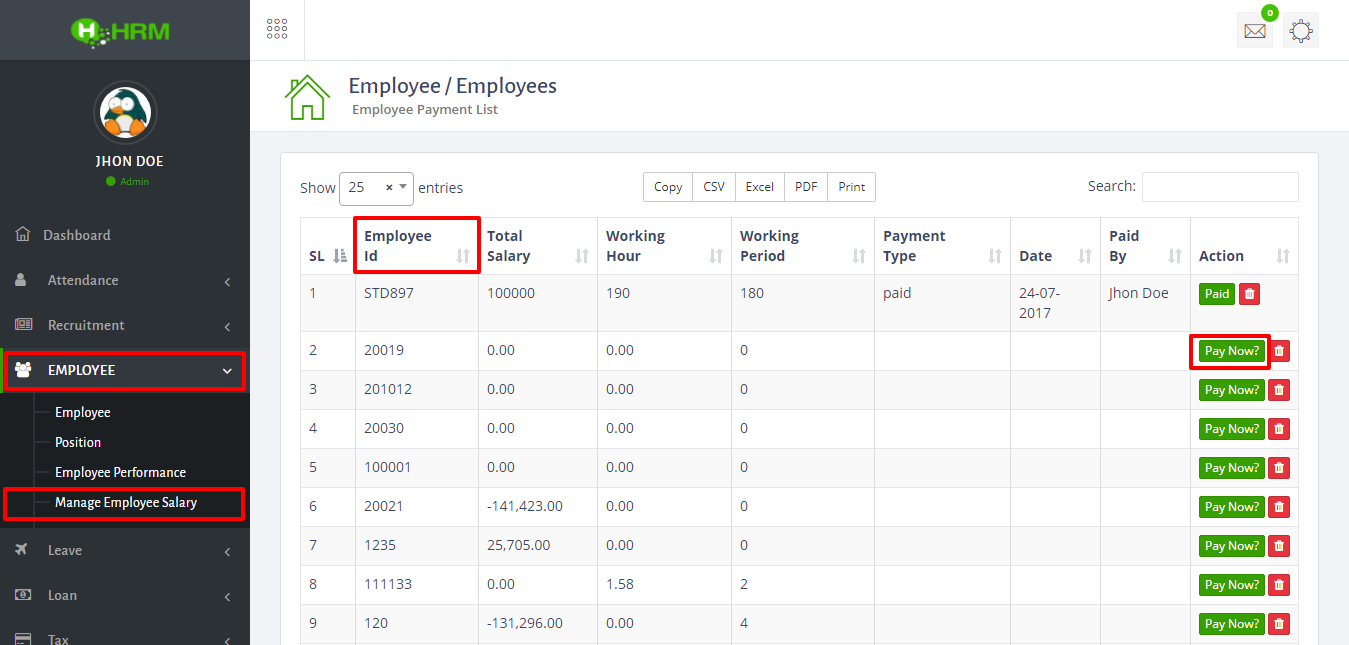 HRM
0
JHON DOE
Admin
Dashboard
Attendance
Recruitment
EMPLOYEE
Employee
Position
Employee Performance
Manage Employee Salary
Leave
Loan
Tax
Employee / Employees
Employee Payment List
Show 25 × entries
Copy CSV Excel PDF Print
Search:
SL Employee Id Total Salary Working Hour Working Period Payment Type Date Paid By Action
1 STD897 100000 190 180 paid 24-07-2017 Jhon Doe Paid
2 20019 0.00 0.00 0 Pay Now?
3 201012 0.00 0.00 0 Pay Now?
4 20030 0.00 0.00 0 Pay Now?
5 100001 0.00 0.00 0 Pay Now?
6 20021 -141,423.00 0.00 0 Pay Now?
7 1235 25,705.00 0.00 0 Pay Now?
8 111133 0.00 1.58 2 Pay Now?
9 120 -131,296.00 0.00 4 Pay Now?